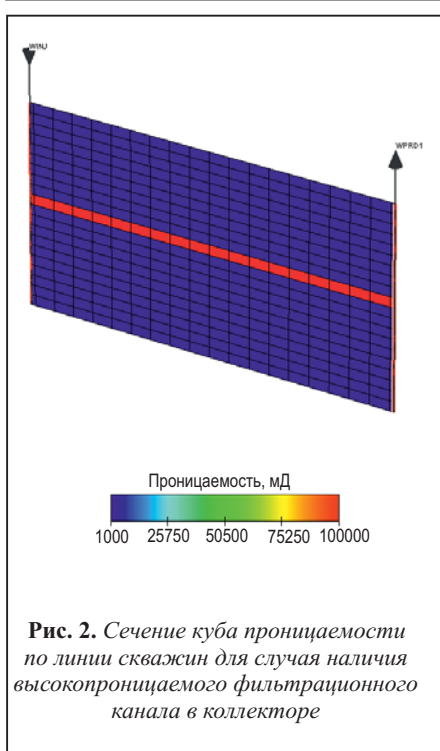 WINJ
WPRD1
Проницаемость, мД
1000 25750 50500 75250 100000
Рис. 2. Сечение куба проницаемости
по линии скважин для случая наличия
высокопроницаемого фильтрационного
канала в коллекторе